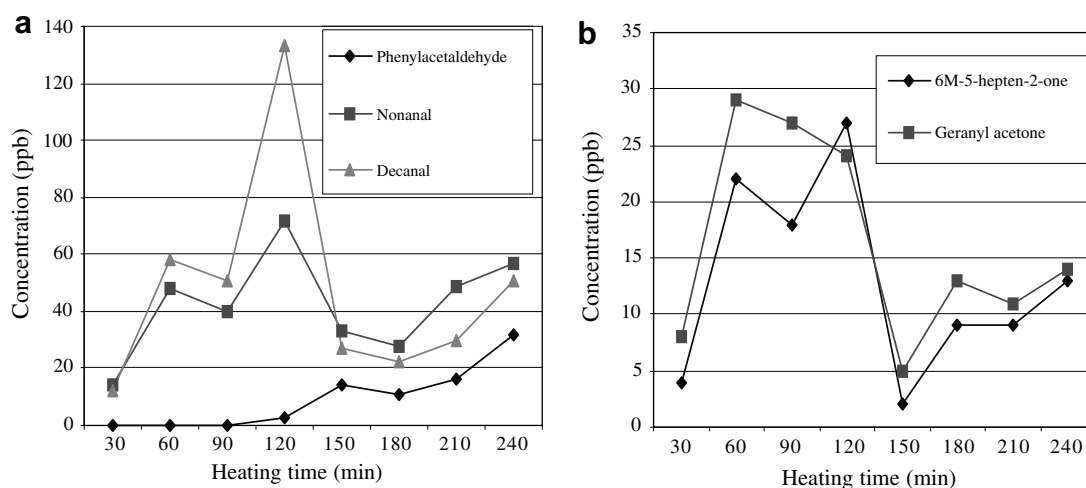 a
140
120
100
80
60
40
20
0
Concentration (ppb)
Phenylacetaldehyde
Nonanal
Decanal
30 60 90 120 150 180 210 240
Heating time (min)
b
35
30
25
20
15
10
5
0
Concentration (ppb)
6M-5-hepten-2-one
Geranyl acetone
30 60 90 120 150 180 210 240
Heating time (min)